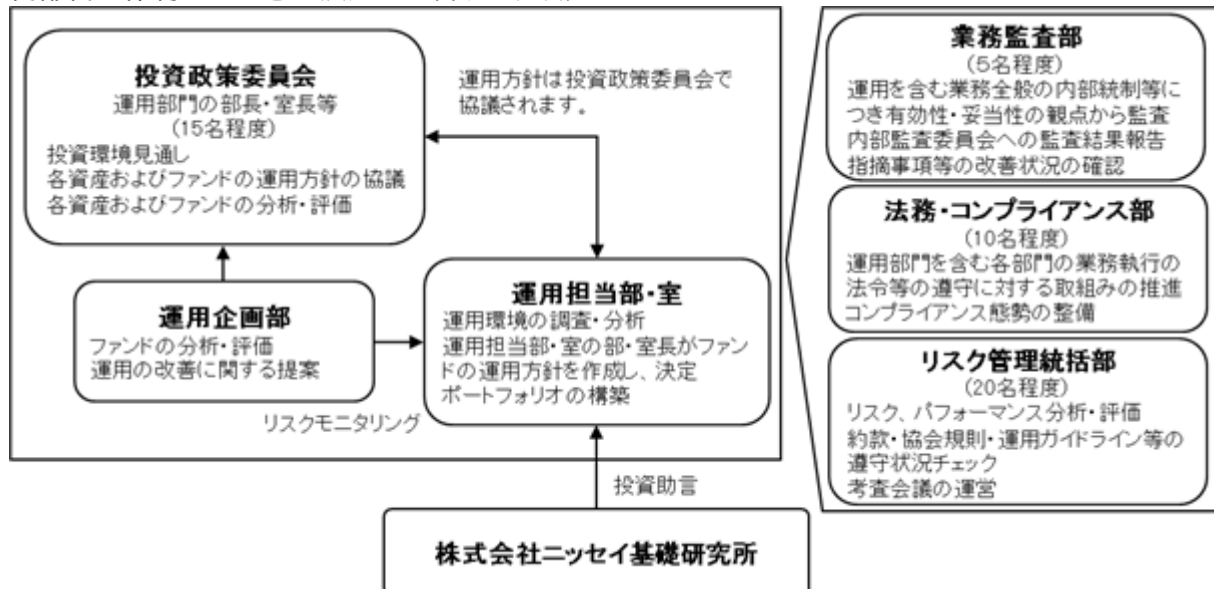 投資政策委員会
運用部門の部長・室長等
(15名程度)
投資環境見通し
各資産およびファンドの運用方針の協議
各資産およびファンドの分析・評価
運用方針は投資政策委員会で
協議されます。
運用企画部
ファンドの分析・評価
運用の改善に関する提案
リスクモニタリング
運用担当部・室
運用環境の調査・分析
運用担当部・室の部・室長がファン
ドの運用方針を作成し、決定
ポートフォリオの構築
投資助言
株式会社ニッセイ基礎研究所
業務監査部
(5名程度)
運用を含む業務全般の内部統制等に
つき有効性・妥当性の観点から監査
内部監査委員会への監査結果報告
指摘事項等の改善状況の確認
法務・コンプライアンス部
(10名程度)
運用部門を含む各部門の業務執行の
法令等の遵守に対する取組みの推進
コンプライアンス態勢の整備
リスク管理統括部
(20名程度)
リスク、パフォーマンス分析・評価
約款・協会規則・運用ガイドライン等の
遵守状況チェック
考査会議の運営